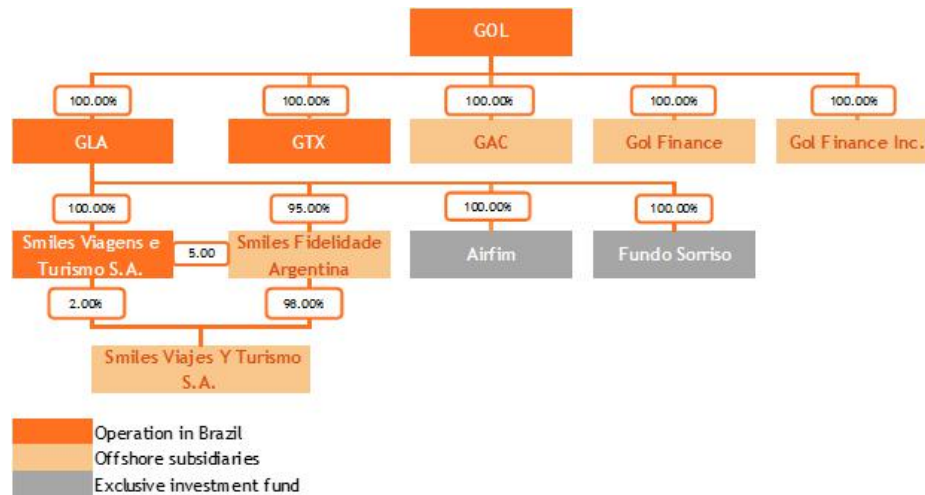 GOL
100.00%
100.00%
100.00%
100.00%
100.00%
GLA
GTX
GAC
Gol Finance
Gol Finance Inc.
100.00%
95.00%
100.00%
100.00%
Smiles Viagens e
Turismo S.A.
5.00
Smiles Fidelidade
Argentina
Airfim
Fundo Sorriso
2.00%
98.00%
Smiles Viajes Y Turismo
S.A.
Operation in Brazil
Offshore subsidiaries
Exclusive investment fund